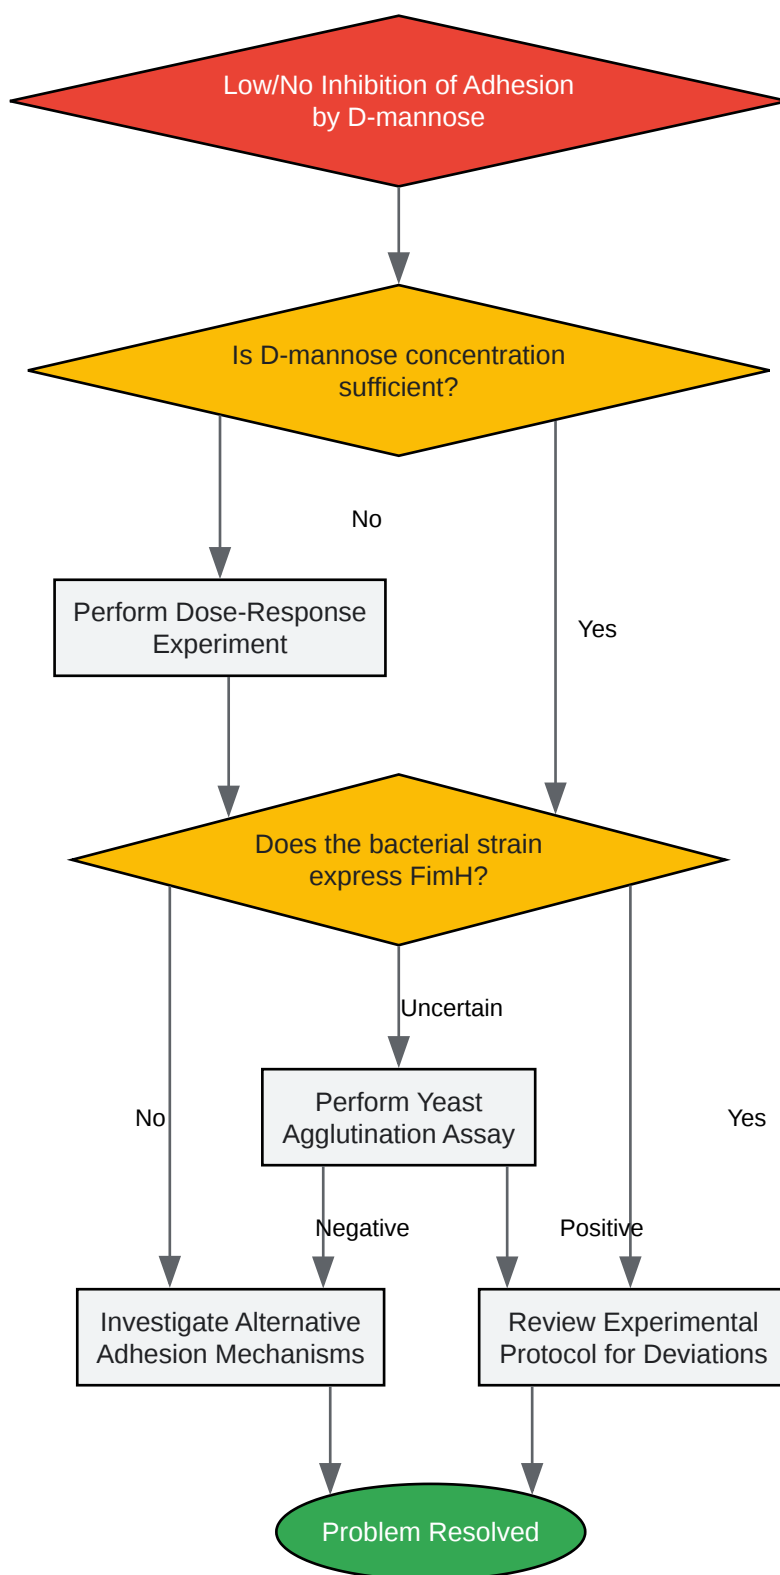 Low/No Inhibition of Adhesion
by D-mannose
Is D-mannose concentration
sufficient?
No
Perform Dose-Response
Experiment
Yes
Does the bacterial strain
express FimH?
Uncertain
Perform Yeast
Agglutination Assay
No
Yes
Negative
Positive
Investigate Alternative
Adhesion Mechanisms
Review Experimental
Protocol for Deviations
Problem Resolved